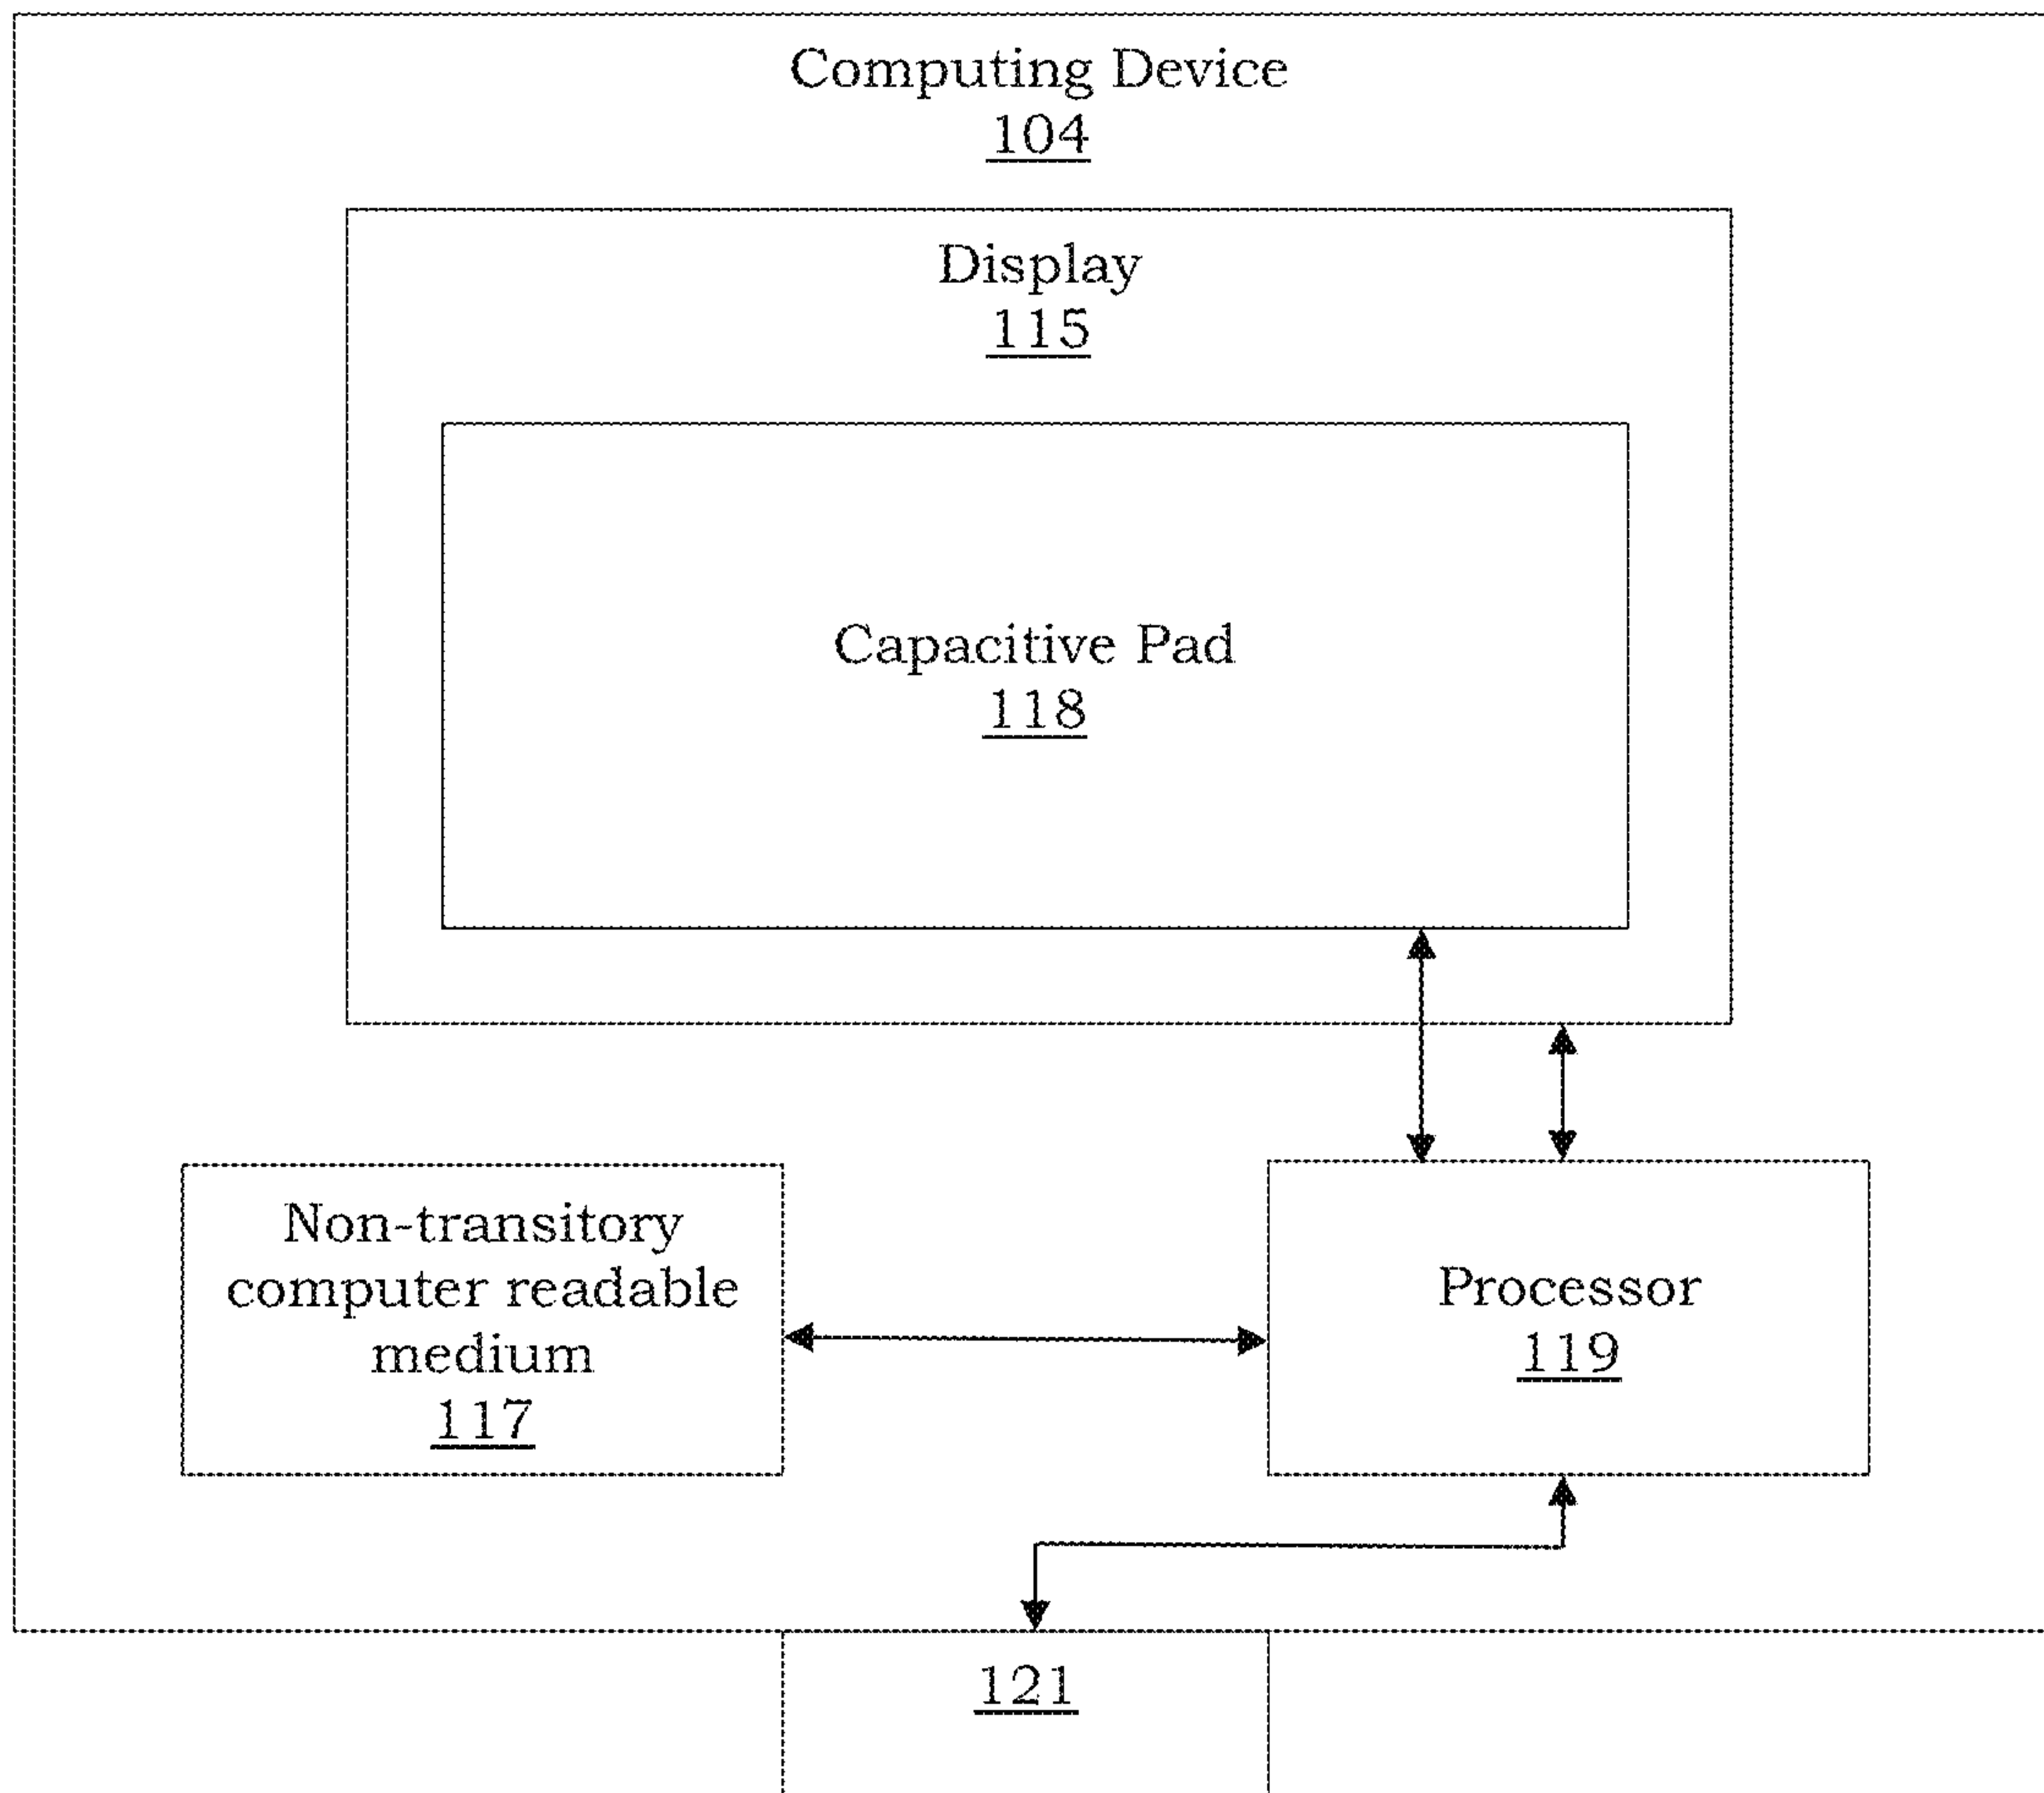 Computing Device
104
Display
115
Capacitive Pad
118
Non-transitory
computer readable
medium
117
Processor
119
121